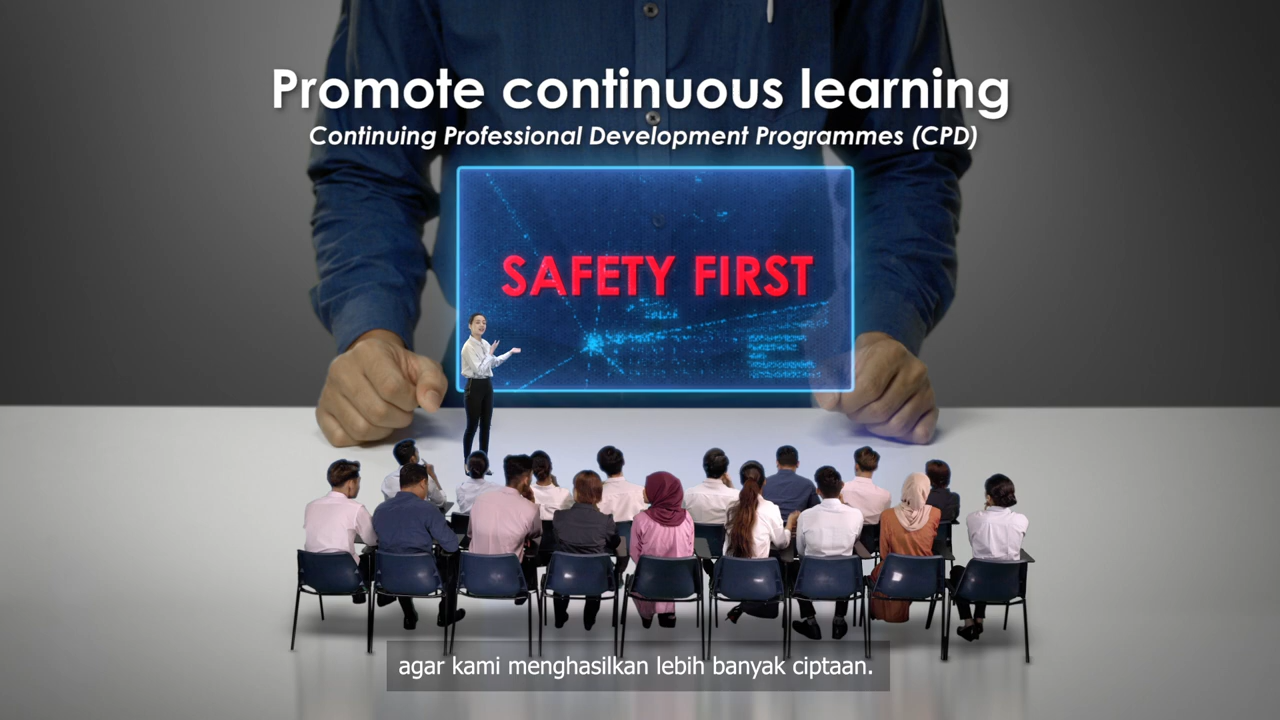 Promote continuous learning
Continuing Professional Development Programmes (CPD)
SAFETY FIRST
agar kami menghasilkan lebih banyak ciptaan.